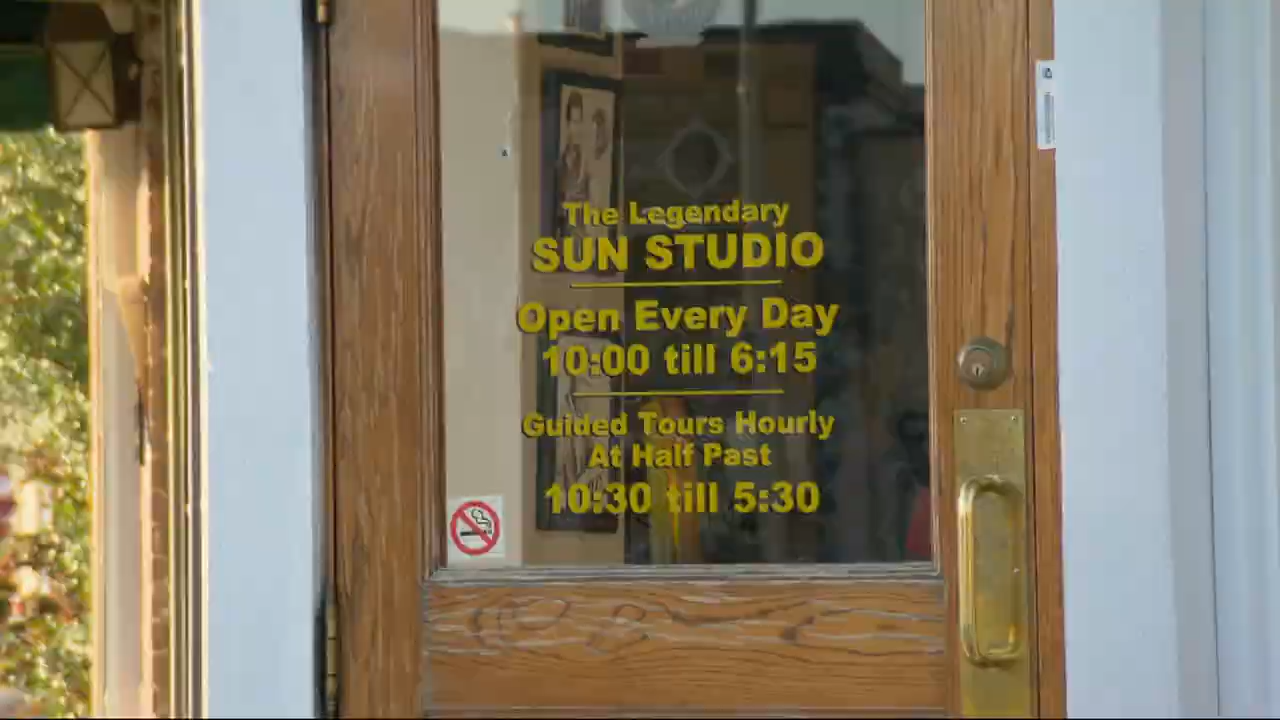 The Legendary
SUN STUDIO
Open Every Day
10:00 till 6:15
Guided Tours Hourly
At Half Past
10:30 till 5:30